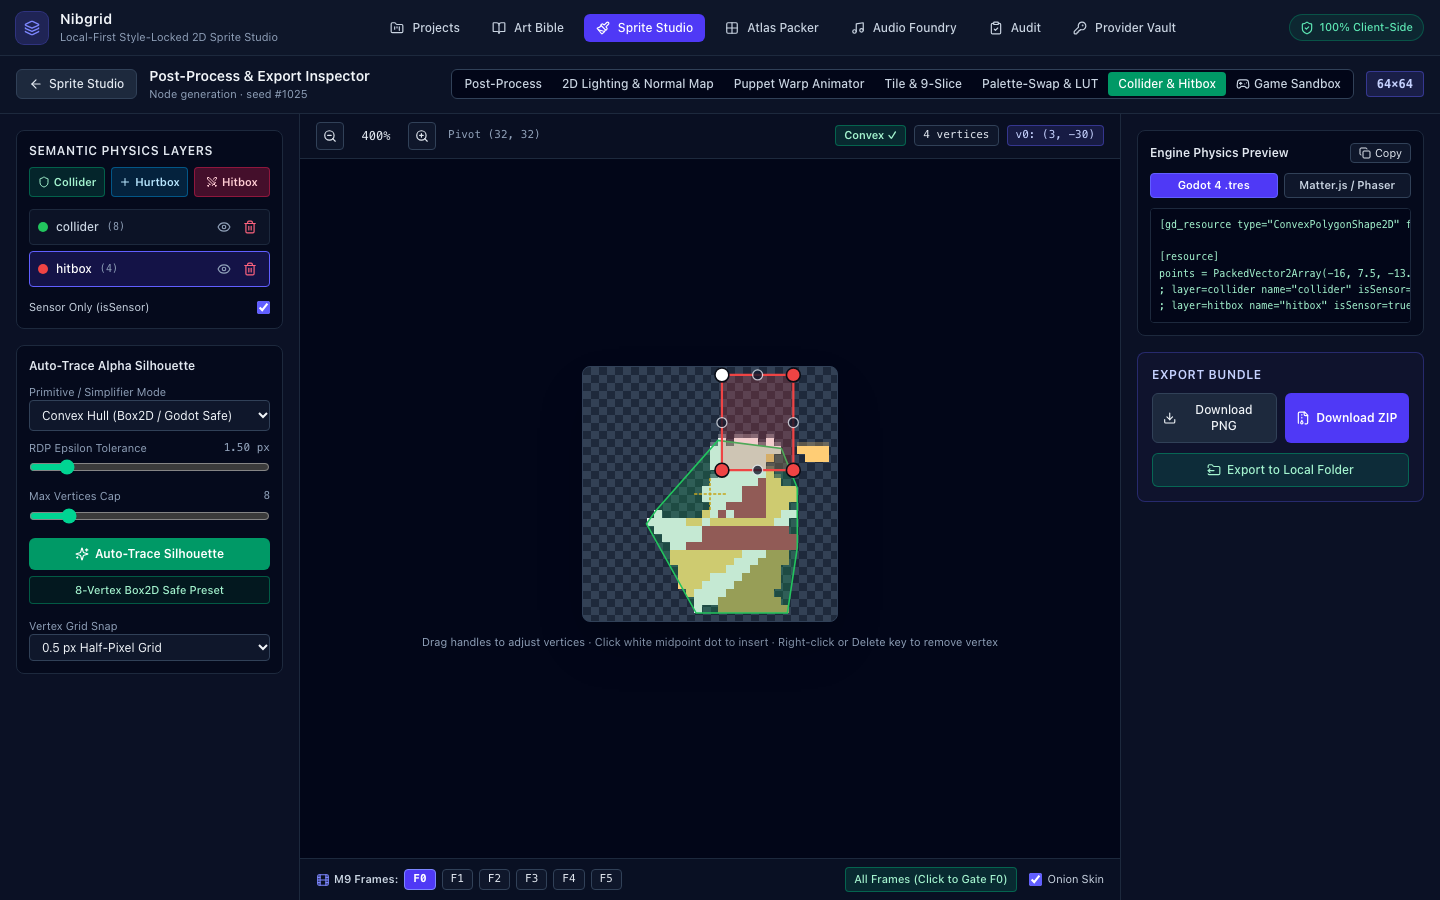 Nibgrid
Local-First Style-Locked 2D Sprite Studio
Projects
Art Bible
Sprite Studio
Atlas Packer
Audio Foundry
Audit
Provider Vault
100% Client-Side
Sprite Studio
Post-Process & Export Inspector
Node generation · seed #1025
Post-Process
2D Lighting & Normal Map
Puppet Warp Animator
Tile & 9-Slice
Palette-Swap & LUT
Collider & Hitbox
Game Sandbox
64×64
SEMANTIC PHYSICS LAYERS
Collider
Hurtbox
Hitbox
collider (8)
hitbox (4)
Sensor Only (isSensor)
Auto-Trace Alpha Silhouette
Primitive / Simplifier Mode
Convex Hull (Box2D / Godot Safe)
RDP Epsilon Tolerance 1.50 px
Max Vertices Cap 8
Auto-Trace Silhouette
8-Vertex Box2D Safe Preset
Vertex Grid Snap
0.5 px Half-Pixel Grid
400%
Pivot (32, 32)
Convex ✓
4 vertices
v0: (3, −30)
Drag handles to adjust vertices · Click white midpoint dot to insert · Right-click or Delete key to remove vertex
M9 Frames:
F0
F1
F2
F3
F4
F5
All Frames (Click to Gate F0)
Onion Skin
Engine Physics Preview
Copy
Godot 4 .tres
Matter.js / Phaser
[gd_resource type="ConvexPolygonShape2D" f
[resource]
points = PackedVector2Array(−16, 7.5, −13.
; layer=collider name="collider" isSensor=
; layer=hitbox name="hitbox" isSensor=true
EXPORT BUNDLE
Download PNG
Download ZIP
Export to Local Folder